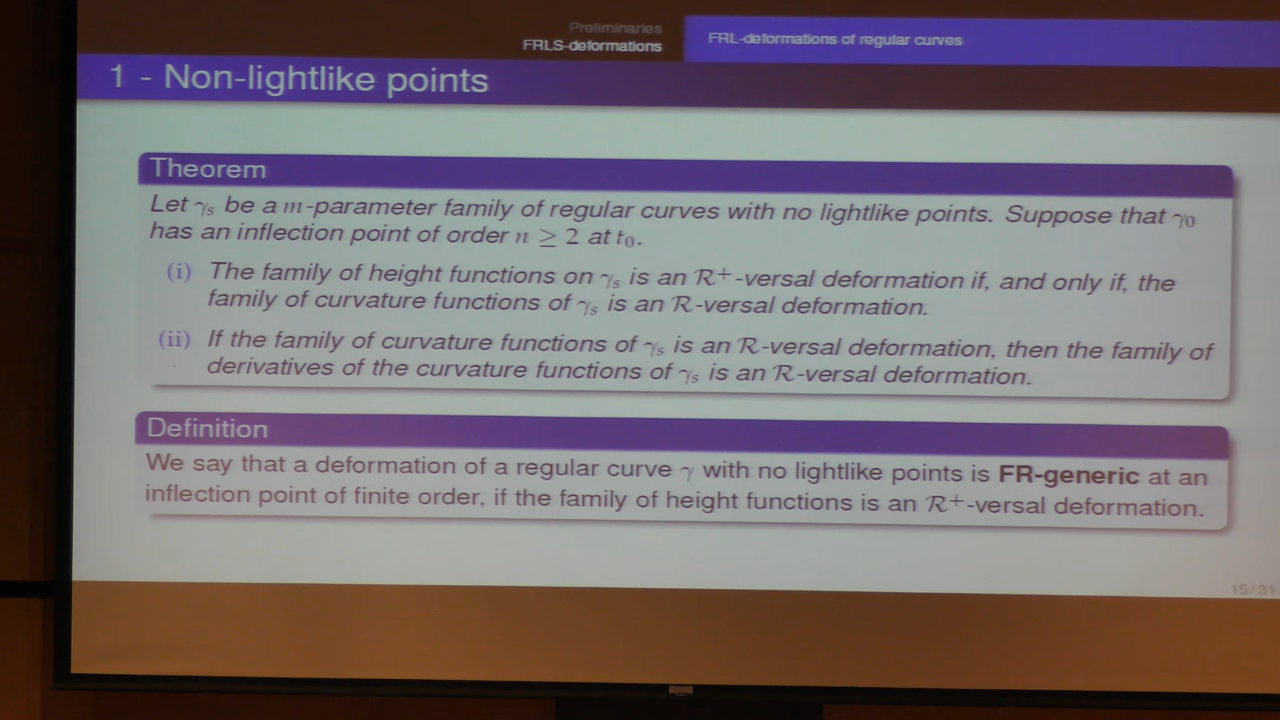 Preliminaries
FRLS-deformations
FRL-deformations of regular curves
1 - Non-lightlike points
Theorem
Let γₛ be a m-parameter family of regular curves with no lightlike points. Suppose that γ₀
has an inflection point of order n ≥ 2 at t₀.
(i) The family of height functions on γₛ is an R⁺-versal deformation if, and only if, the
family of curvature functions of γₛ is an R-versal deformation.
(ii) If the family of curvature functions of γₛ is an R-versal deformation, then the family of
derivatives of the curvature functions of γₛ is an R-versal deformation.
Definition
We say that a deformation of a regular curve γ with no lightlike points is FR-generic at an
inflection point of finite order, if the family of height functions is an R⁺-versal deformation.
15/31